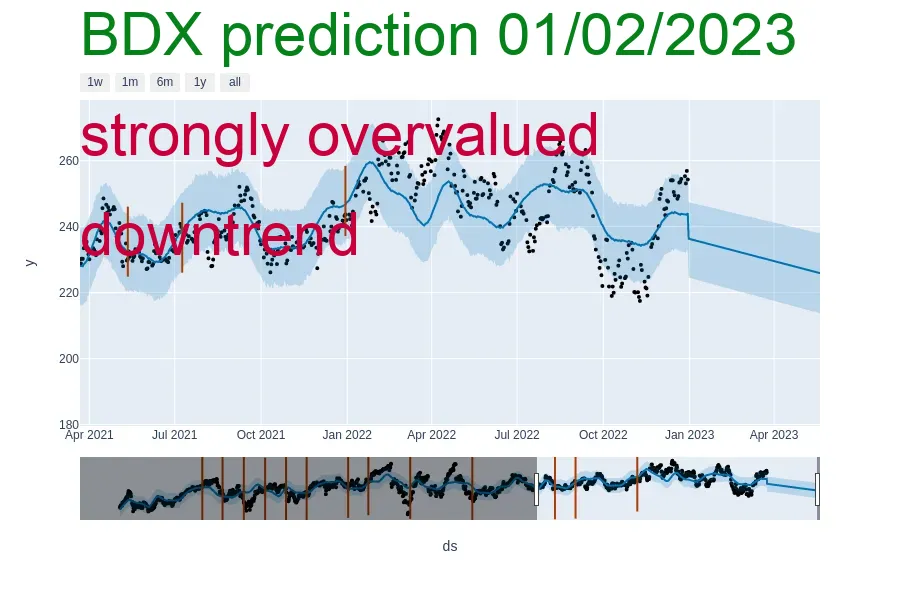 BDX prediction 01/02/2023
1w 1m 6m 1y all
strongly overvalued
260
downtrend
240
y
220
200
180
Apr 2021 Jul 2021 Oct 2021 Jan 2022 Apr 2022 Jul 2022 Oct 2022 Jan 2023 Apr 2023
ds